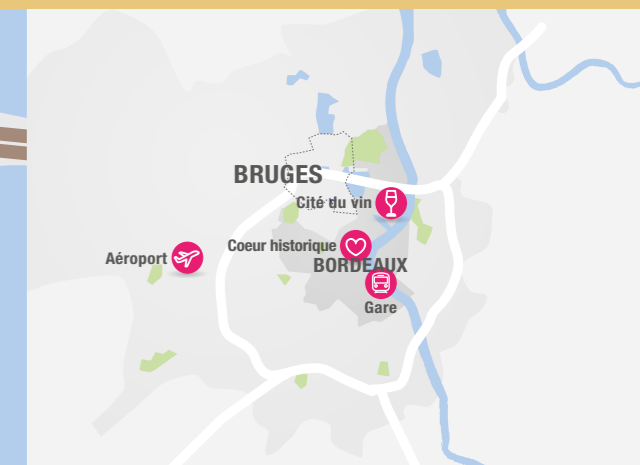 BRUGES
Cité du vin
Coeur historique
Aéroport
BORDEAUX
Gare